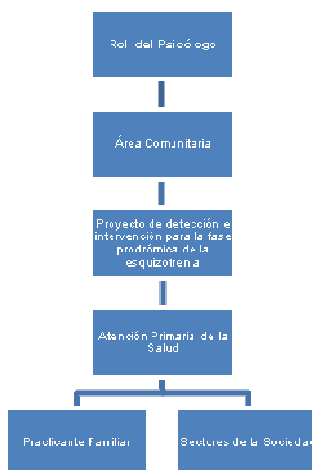 Rol del Psicólogo
Área Comunitaria
Proyecto de detección e
intervención para la fase
prodrómica de la
esquizofrenia
Atención Primaria de la
Salud
Practicante Familiar
Sectores de la Sociedad